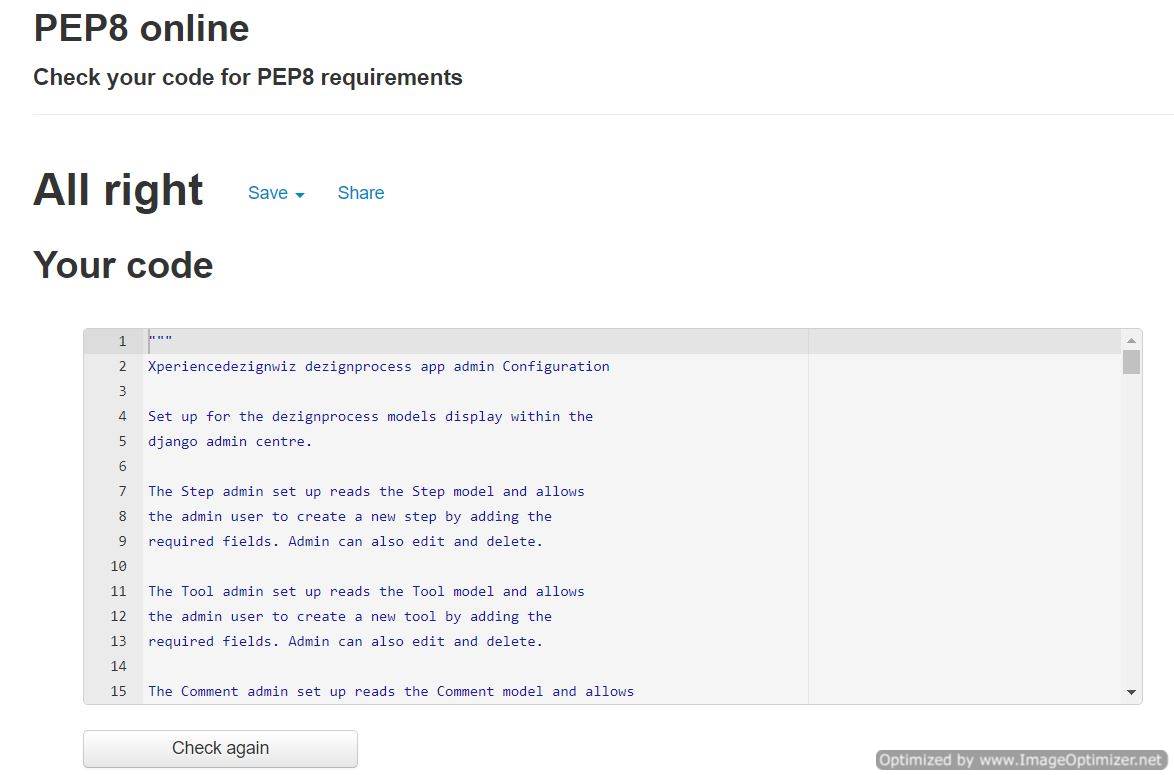 PEP8 online
Check your code for PEP8 requirements
All right Save Share
Your code
1 """
2 Xperiencedezignwiz dezignprocess app admin Configuration
3
4 Set up for the dezignprocess models display within the
5 django admin centre.
6
7 The Step admin set up reads the Step model and allows
8 the admin user to create a new step by adding the
9 required fields. Admin can also edit and delete.
10
11 The Tool admin set up reads the Tool model and allows
12 the admin user to create a new tool by adding the
13 required fields. Admin can also edit and delete.
14
15 The Comment admin set up reads the Comment model and allows
Check again
Optimized by www.ImageOptimizer.net